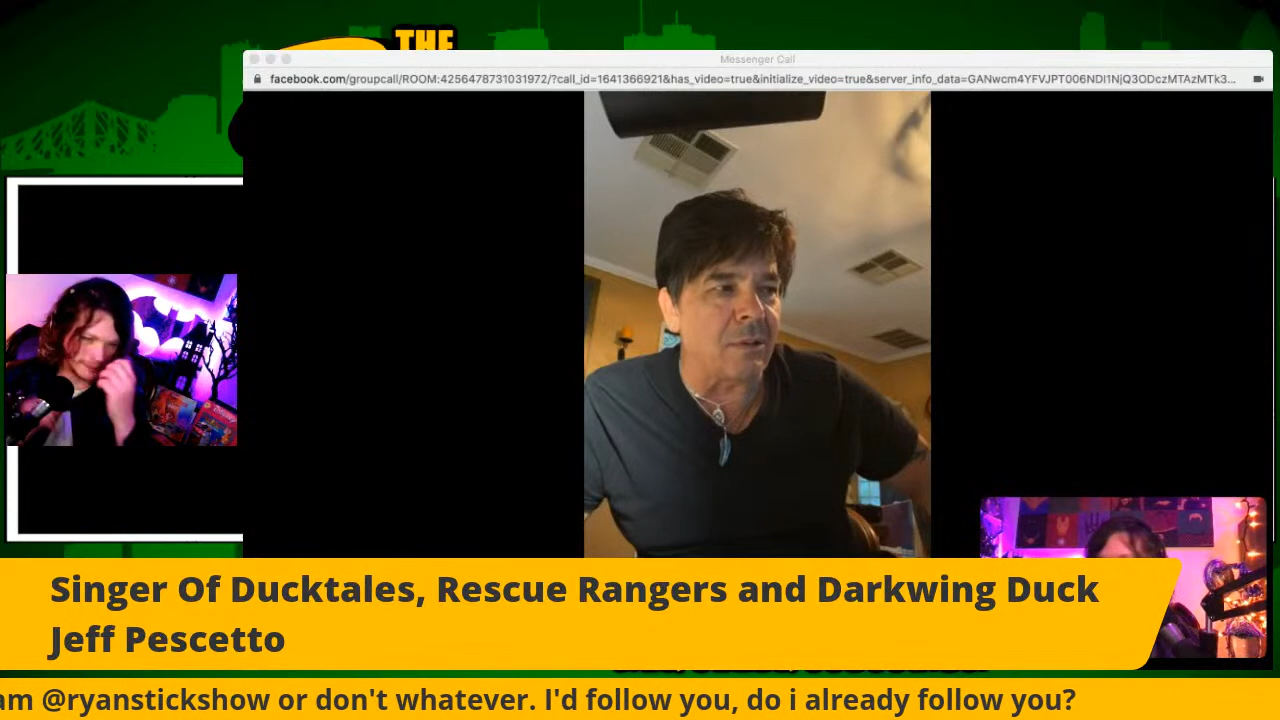 THE
Messenger Call
facebook.com/groupcall/ROOM:4256478731031972/?call_id=1641366921&has_video=true&initialize_video=true&server_info_data=GANwcm4YFVJPT006NDI1NjQ3ODczMTAzMTk3...
Singer Of Ducktales, Rescue Rangers and Darkwing Duck
Jeff Pescetto
am @ryanstickshow or don't whatever. I'd follow you, do i already follow you?